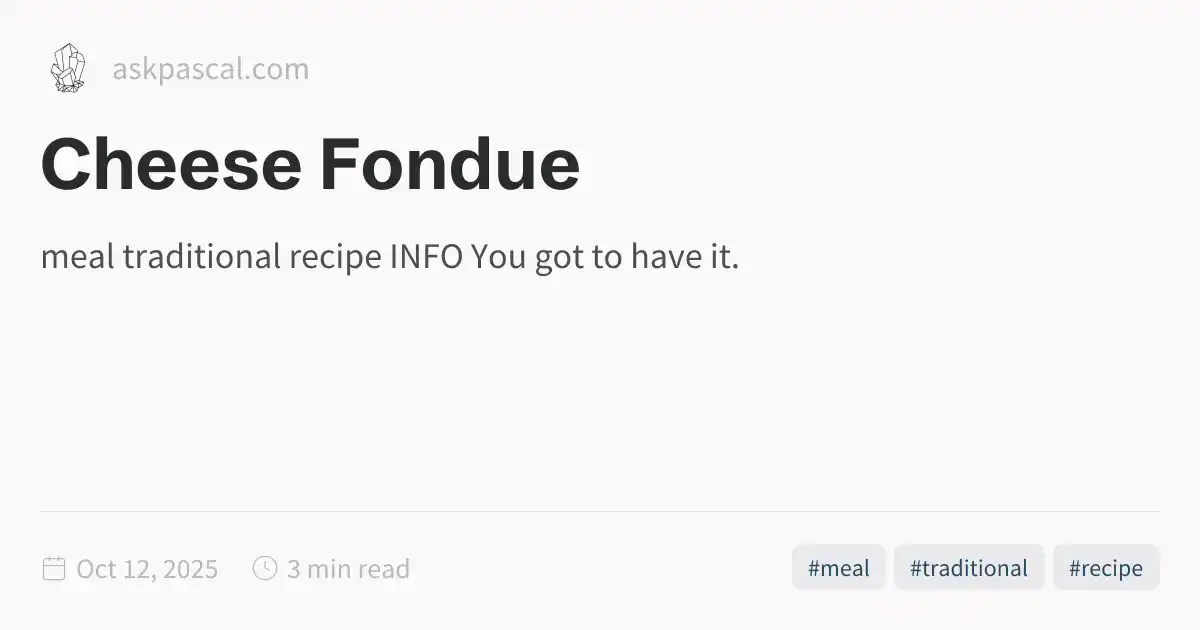 askpascal.com
Cheese Fondue
meal traditional recipe INFO You got to have it.
Oct 12, 2025 3 min read #meal #traditional #recipe